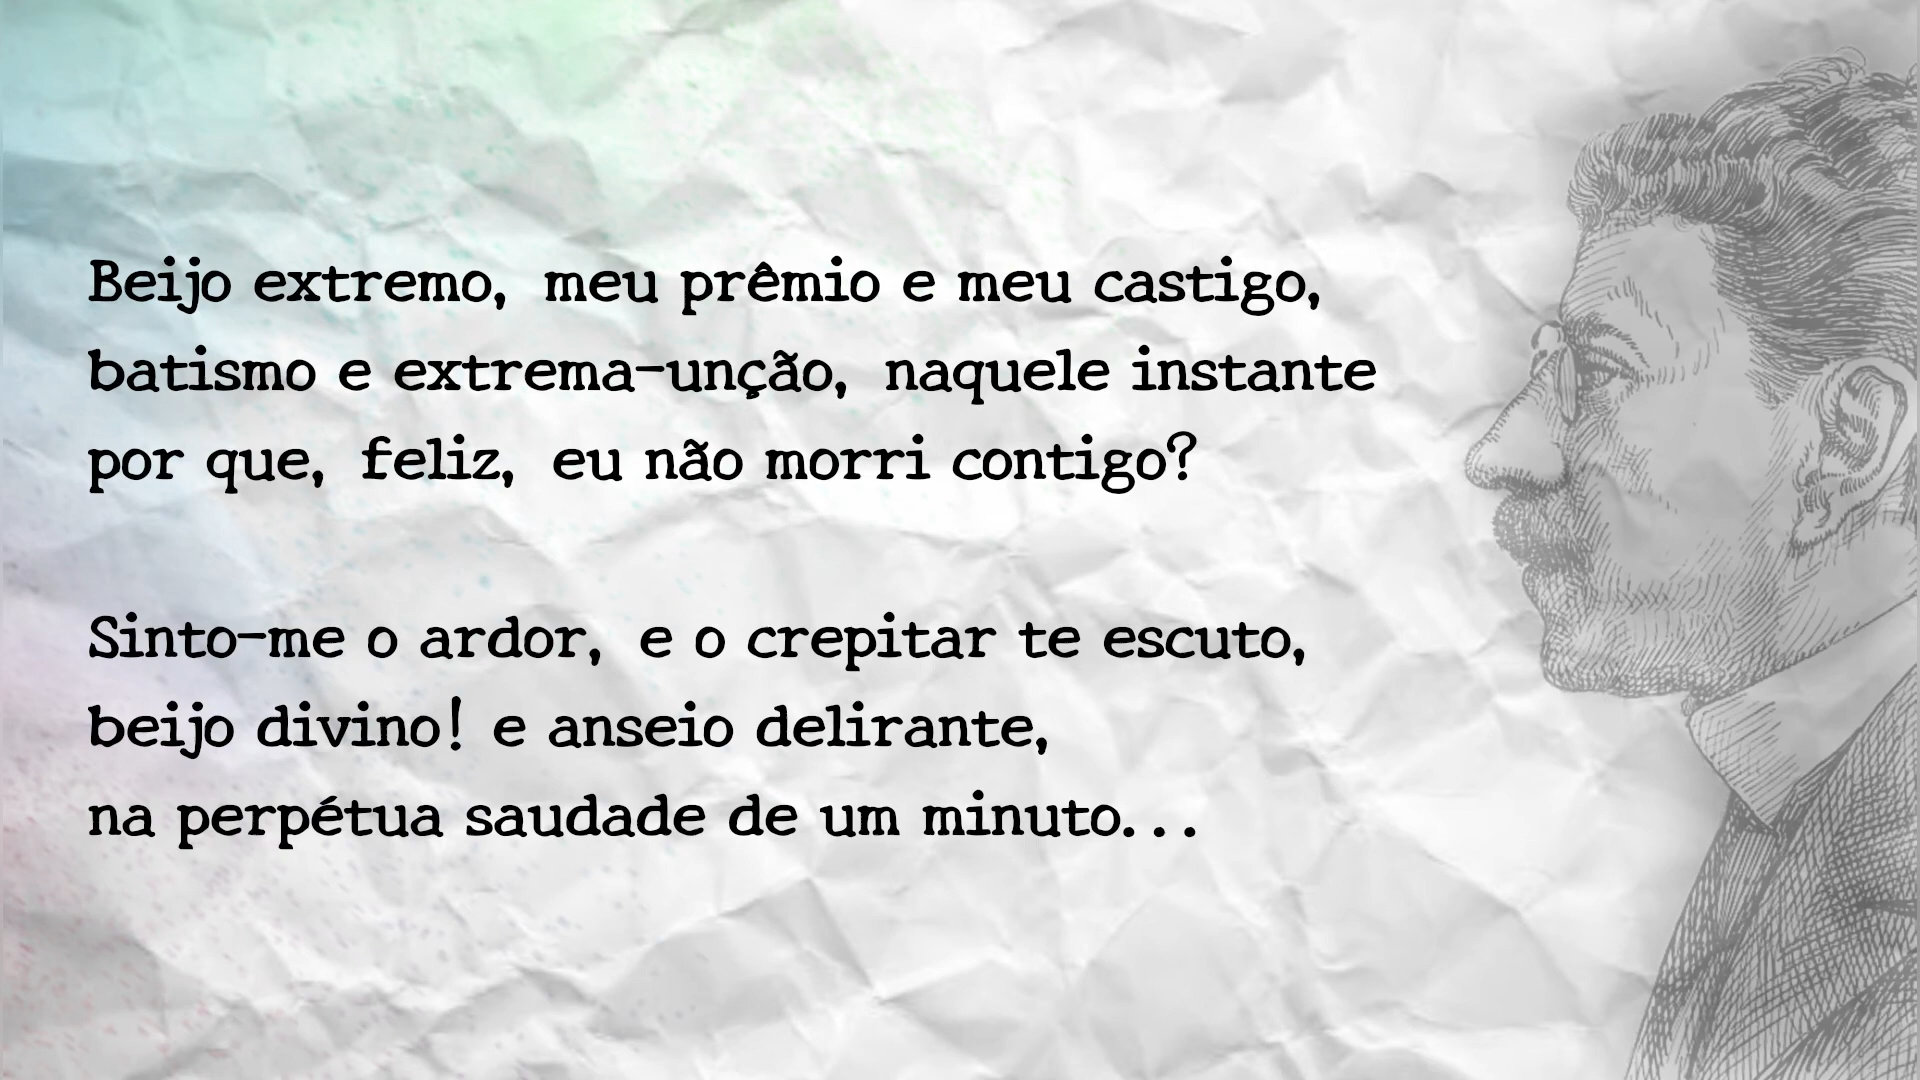 Beijo extremo, meu prêmio e meu castigo,
batismo e extrema-unção, naquele instante
por que, feliz, eu não morri contigo?
Sinto-me o ardor, e o crepitar te escuto,
beijo divino! e anseio delirante,
na perpétua saudade de um minuto...